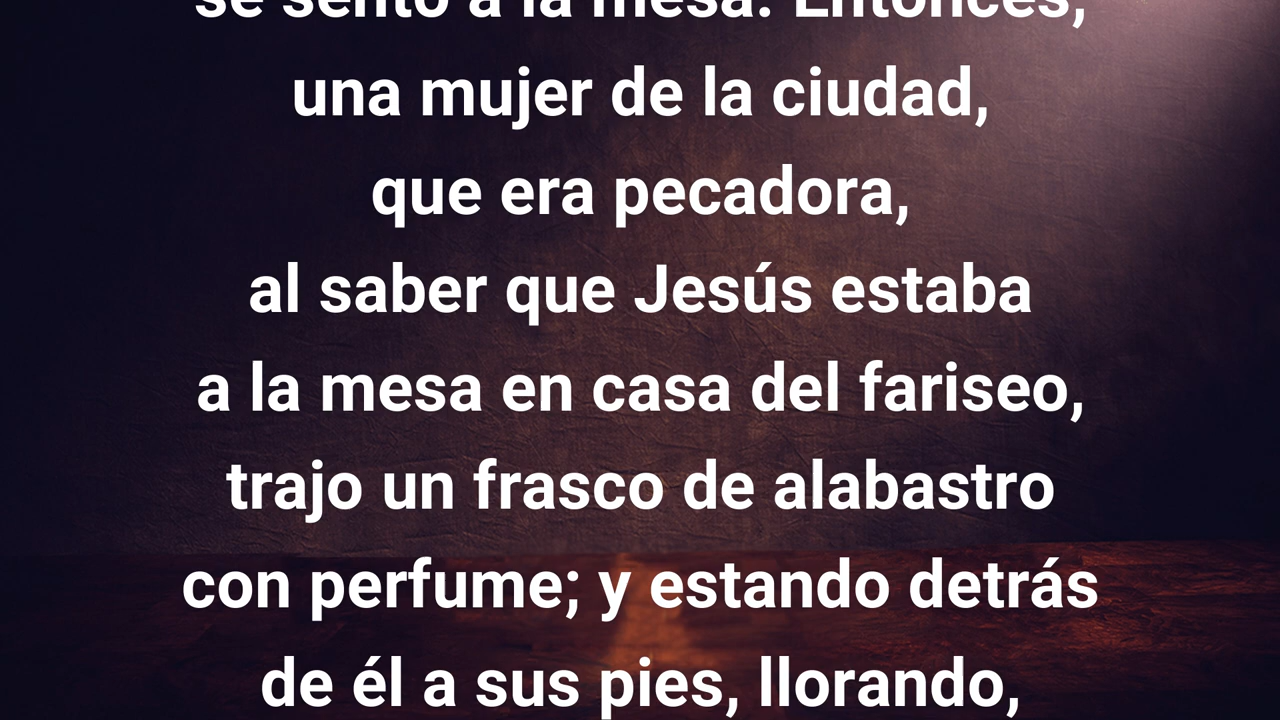 se sentó a la mesa. Entonces,
una mujer de la ciudad,
que era pecadora,
al saber que Jesús estaba
a la mesa en casa del fariseo,
trajo un frasco de alabastro
con perfume; y estando detrás
de él a sus pies, llorando,